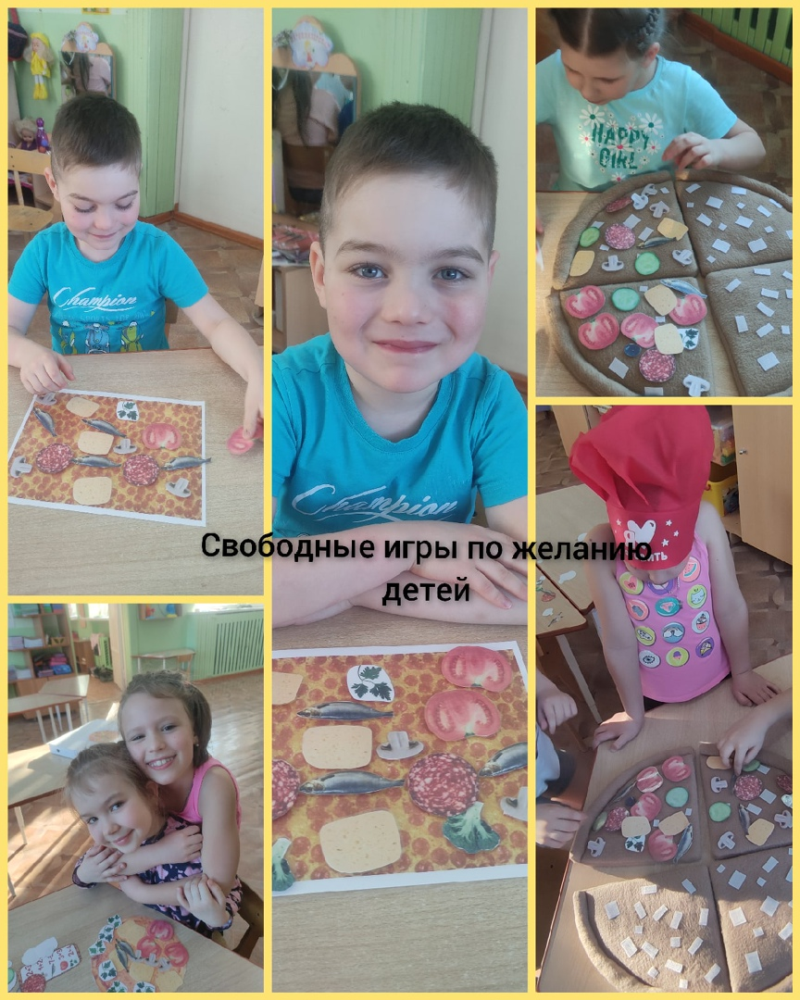 Champion
HAPPY
GIRL
Champion
Свободные игры по желанию
детей